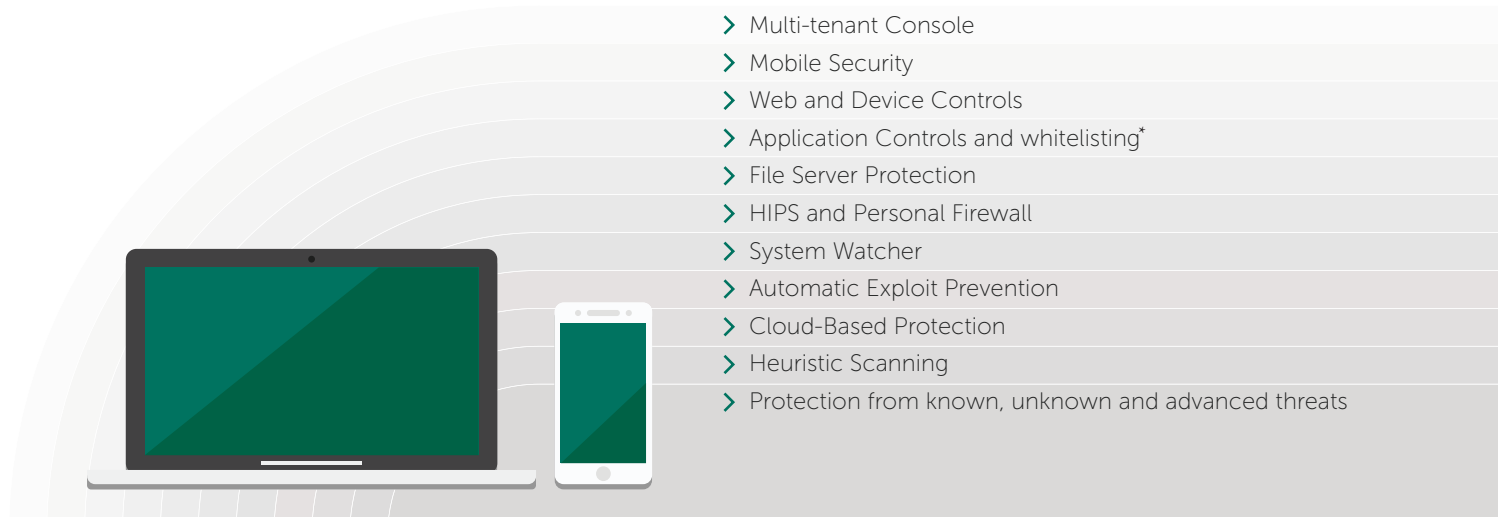 Multi-tenant Console
Mobile Security
Web and Device Controls
Application Controls and whitelisting*
File Server Protection
HIPS and Personal Firewall
System Watcher
Automatic Exploit Prevention
Cloud-Based Protection
Heuristic Scanning
Protection from known, unknown and advanced threats